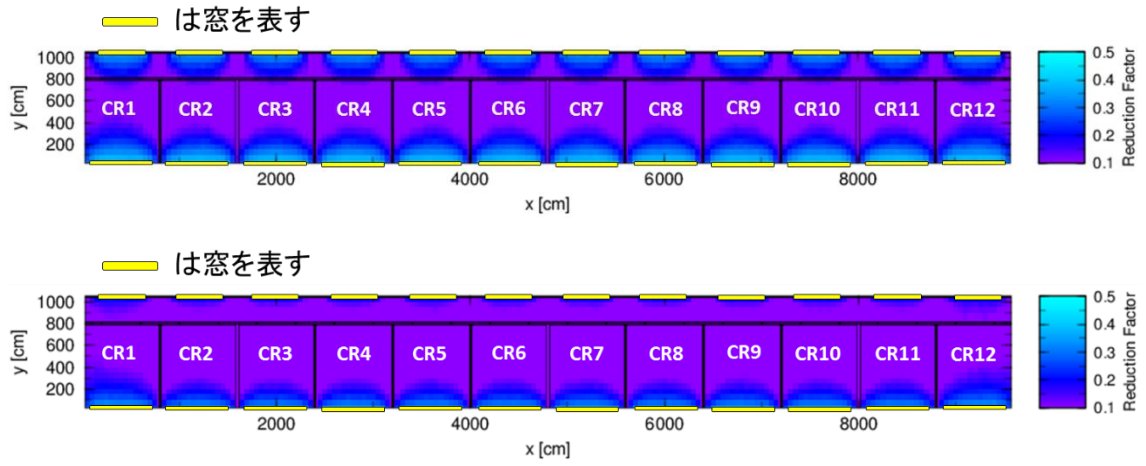 は窓を表す
1000
800
600
400
200
y [cm]
CR1 CR2 CR3 CR4 CR5 CR6 CR7 CR8 CR9 CR10 CR11 CR12
2000 4000 6000 8000
x [cm]
0.5
0.4
0.3
0.2
0.1
Reduction Factor
は窓を表す
1000
800
600
400
200
y [cm]
CR1 CR2 CR3 CR4 CR5 CR6 CR7 CR8 CR9 CR10 CR11 CR12
2000 4000 6000 8000
x [cm]
0.5
0.4
0.3
0.2
0.1
Reduction Factor